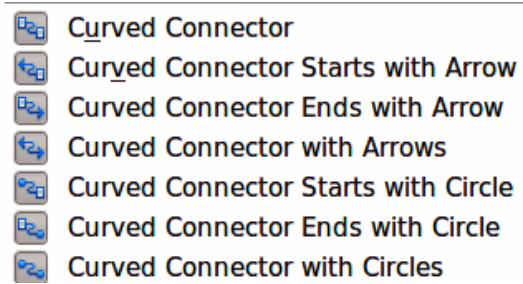 Curved Connector
Curved Connector Starts with Arrow
Curved Connector Ends with Arrow
Curved Connector with Arrows
Curved Connector Starts with Circle
Curved Connector Ends with Circle
Curved Connector with Circles